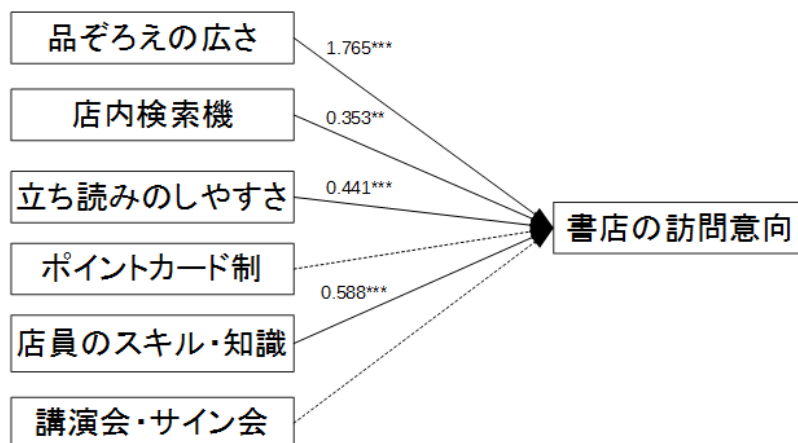 品ぞろえの広さ
1.765***
店内検索機
0.353**
立ち読みのしやすさ
0.441***
書店の訪問意向
ポイントカード制
0.588***
店員のスキル・知識
講演会・サイン会